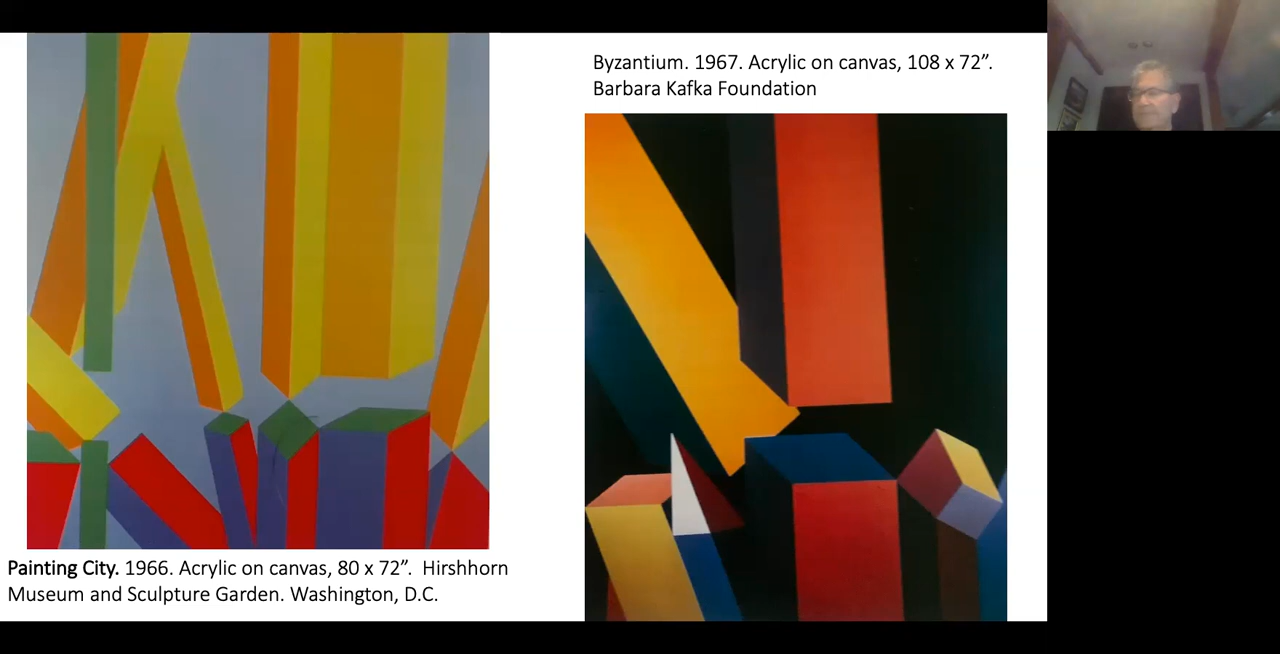 Byzantium. 1967. Acrylic on canvas, 108 x 72”.
Barbara Kafka Foundation
Painting City. 1966. Acrylic on canvas, 80 x 72”. Hirshhorn
Museum and Sculpture Garden. Washington, D.C.